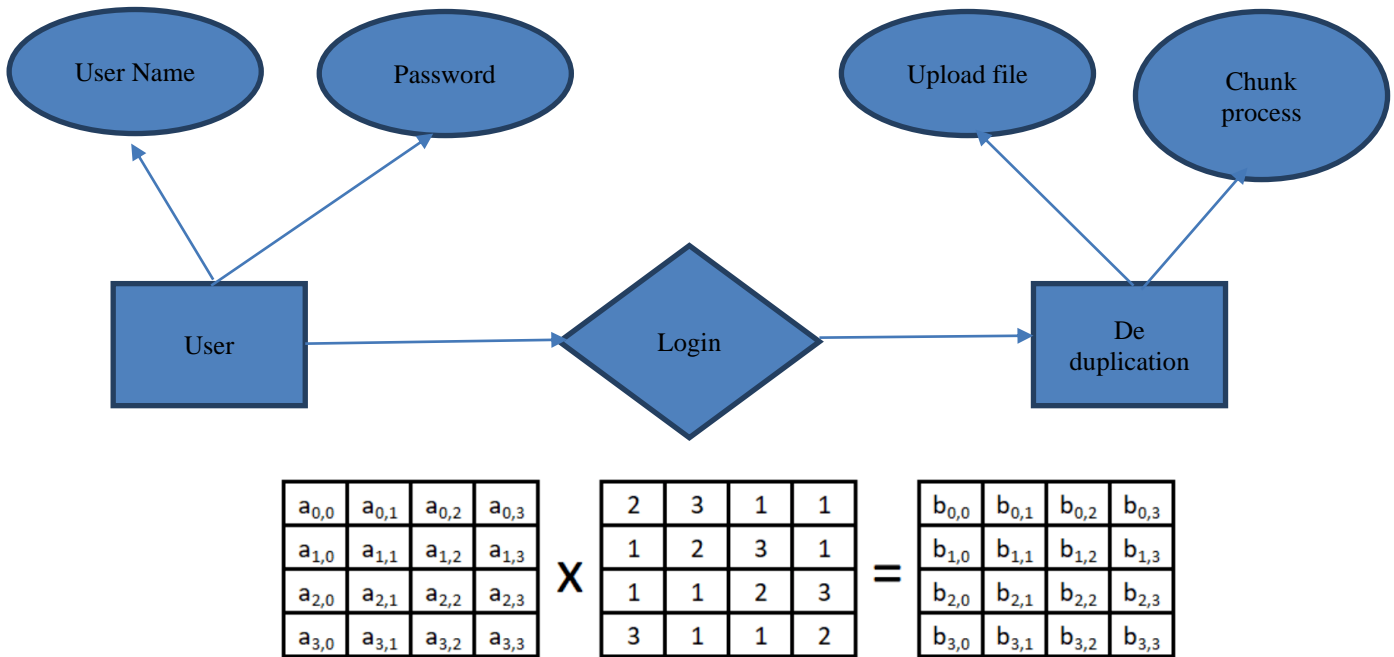 User Name
Password
Upload file
Chunk
process
User
Login
De
duplication
a0,0 a0,1 a0,2 a0,3 2 3 1 1 b0,0 b0,1 b0,2 b0,3
a1,0 a1,1 a1,2 a1,3 1 2 3 1 b1,0 b1,1 b1,2 b1,3
X =
a2,0 a2,1 a2,2 a2,3 1 1 2 3 b2,0 b2,1 b2,2 b2,3
a3,0 a3,1 a3,2 a3,3 3 1 1 2 b3,0 b3,1 b3,2 b3,3